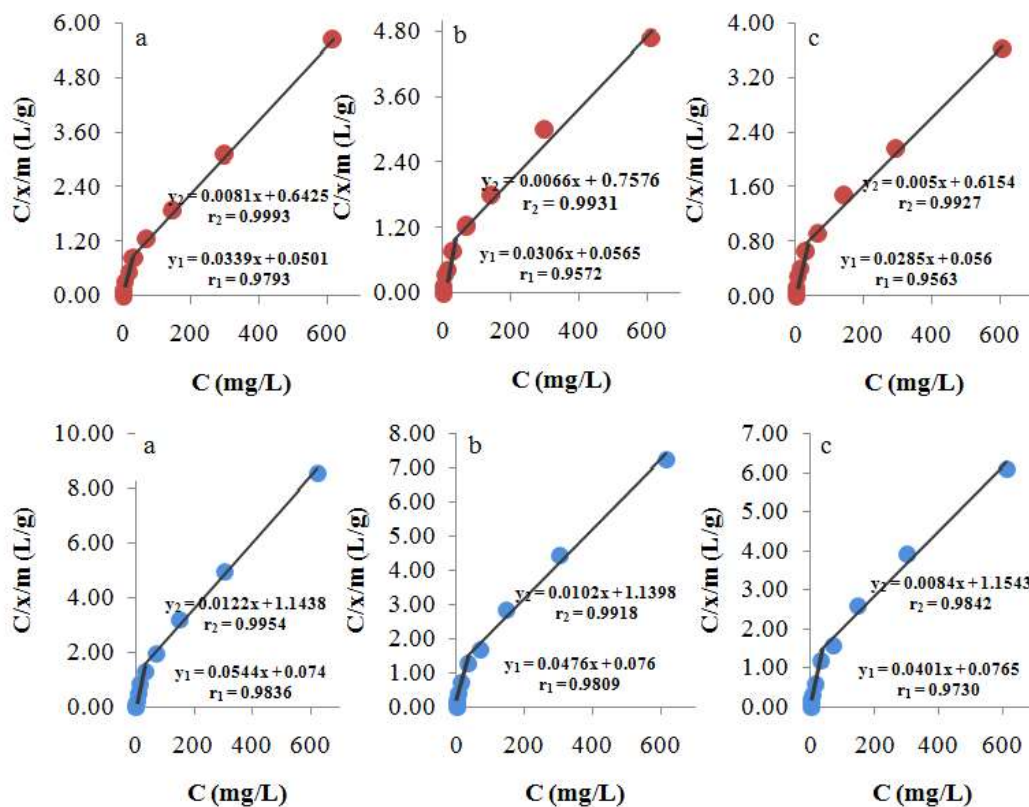 a
C/x/m (L/g)
6.00
4.80
3.60
2.40
1.20
0.00
y₂ = 0.0081x + 0.6425
r₂ = 0.9993
y₁ = 0.0339x + 0.0501
r₁ = 0.9793
0 200 400 600
C (mg/L)
b
C/x/m (L/g)
4.80
2.40
0.00
y₂ = 0.0066x + 0.7576
r₂ = 0.9931
y₁ = 0.0306x + 0.0565
r₁ = 0.9572
0 200 400 600
C (mg/L)
c
C/x/m (L/g)
4.00
3.20
2.40
1.60
0.80
0.00
y₂ = 0.005x + 0.6154
r₂ = 0.9927
y₁ = 0.0285x + 0.056
r₁ = 0.9563
0 200 400 600
C (mg/L)
a
C/x/m (L/g)
10.00
8.00
6.00
4.00
2.00
0.00
y₂ = 0.0122x + 1.1438
r₂ = 0.9954
y₁ = 0.0544x + 0.074
r₁ = 0.9836
0 200 400 600
C (mg/L)
b
C/x/m (L/g)
8.00
7.00
6.00
5.00
4.00
3.00
2.00
1.00
0.00
y₂ = 0.0102x + 1.1398
r₂ = 0.9918
y₁ = 0.0476x + 0.076
r₁ = 0.9809
0 200 400 600
C (mg/L)
c
C/x/m (L/g)
7.00
6.00
5.00
4.00
3.00
2.00
1.00
0.00
y₂ = 0.0084x + 1.1543
r₂ = 0.9842
y₁ = 0.0401x + 0.0765
r₁ = 0.9730
0 200 400 600
C (mg/L)